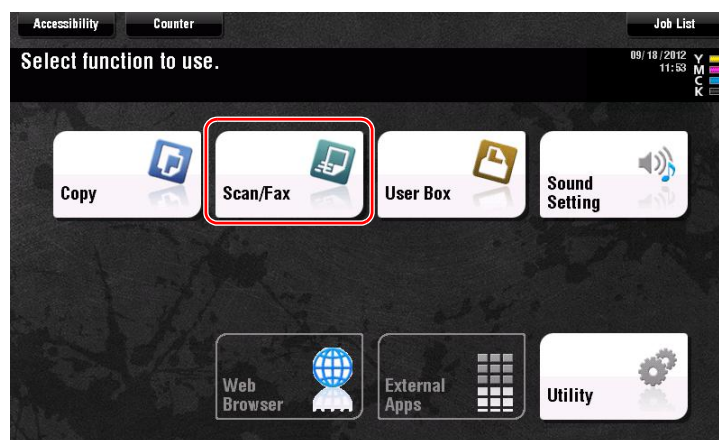 Accessibility Counter Job List
Select function to use.
09/18/2012
11:53
Y
M
C
K
Copy
Scan/Fax
User Box
Sound
Setting
Web
Browser
External
Apps
Utility